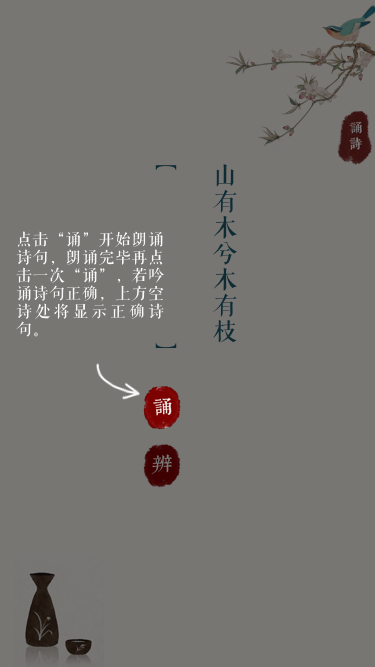 誦
詩
山有木兮木有枝
点击“诵”开始朗诵
诗句，朗诵完毕再点
击一次“诵”，若吟
诵诗句正确，上方空
诗处将显示正确诗
句。
誦
辨